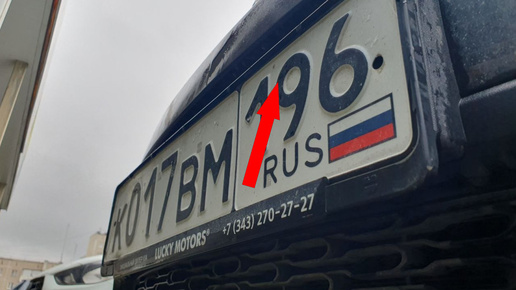 К017ВМ 196
RUS
LUCKY MOTORS® +7 (343) 270-27-27